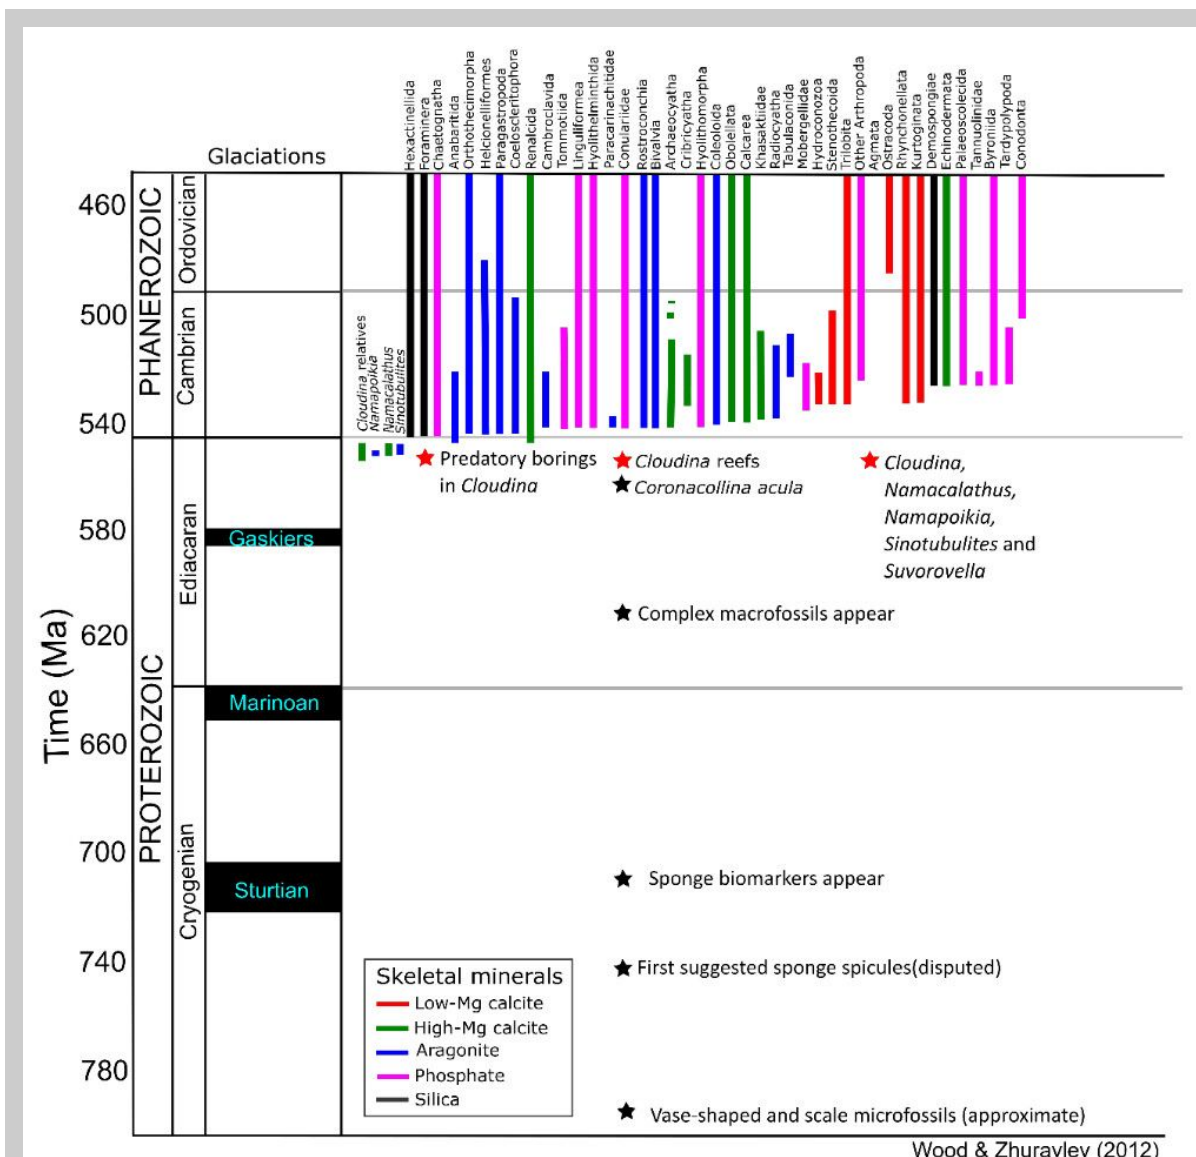 Glaciations
Hexactinellida
Foraminera
Chaetognatha
Anabaritida
Orthothecimorpha
Helcionelliformes
Paragastropoda
Coeloscleritophora
Renalcida
Cambroclavida
Tommotiida
Linguliformea
Hyolithelminthida
Paracarinachitidae
Conulariidae
Rostroconchia
Bivalvia
Archaeocyatha
Cribricyatha
Hyolithomorpha
Coleoloida
Obolellata
Calcarea
Khasaktiidae
Radiocyatha
Tabulaconida
Mobergellidae
Hydroconozoa
Stenothecoida
Trilobita
Other Arthropoda
Agmata
Ostracoda
Rhynchonellata
Kutorginata
Demospongiae
Echinodermata
Palaeoscolecida
Tannuolinidae
Byroniida
Tardypolypoda
Conodonta
Time (Ma)
460
500
540
580
620
660
700
740
780
PHANEROZOIC
PROTEROZOIC
Ordovician
Cambrian
Ediacaran
Cryogenian
Gaskiers
Marinoan
Sturtian
Cloudina relatives
Namapoikia
Namacalathus
Sinotubulites
Predatory borings
in Cloudina
Cloudina reefs
Coronacollina acula
Cloudina,
Namacalathus,
Namapoikia,
Sinotubulites and
Suvorovella
Complex macrofossils appear
Sponge biomarkers appear
First suggested sponge spicules(disputed)
Vase-shaped and scale microfossils (approximate)
Skeletal minerals
Low-Mg calcite
High-Mg calcite
Aragonite
Phosphate
Silica
Wood & Zhuravlev (2012)